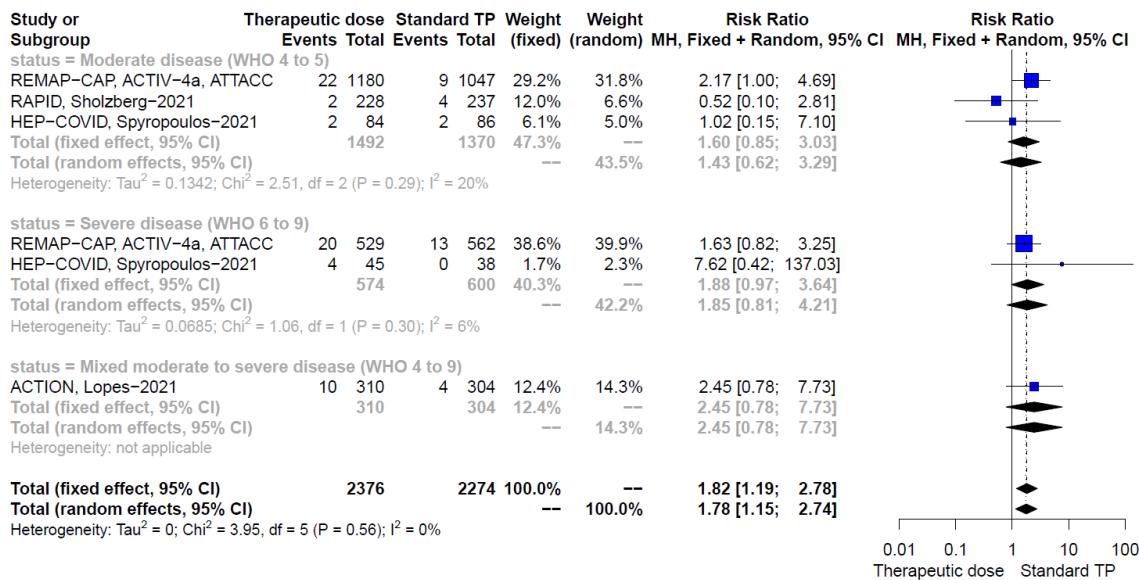 Study or Therapeutic dose Standard TP Weight Weight Risk Ratio Risk Ratio
Subgroup Events Total Events Total (fixed) (random) MH, Fixed + Random, 95% CI MH, Fixed + Random, 95% CI
status = Moderate disease (WHO 4 to 5)
REMAP−CAP, ACTIV−4a, ATTACC 22 1180 9 1047 29.2% 31.8% 2.17 [1.00; 4.69]
RAPID, Sholzberg−2021 2 228 4 237 12.0% 6.6% 0.52 [0.10; 2.81]
HEP−COVID, Spyropoulos−2021 2 84 2 86 6.1% 5.0% 1.02 [0.15; 7.10]
Total (fixed effect, 95% CI) 1492 1370 47.3% −− 1.60 [0.85; 3.03]
Total (random effects, 95% CI) −− 43.5% 1.43 [0.62; 3.29]
Heterogeneity: Tau² = 0.1342; Chi² = 2.51, df = 2 (P = 0.29); I² = 20%
status = Severe disease (WHO 6 to 9)
REMAP−CAP, ACTIV−4a, ATTACC 20 529 13 562 38.6% 39.9% 1.63 [0.82; 3.25]
HEP−COVID, Spyropoulos−2021 4 45 0 38 1.7% 2.3% 7.62 [0.42; 137.03]
Total (fixed effect, 95% CI) 574 600 40.3% −− 1.88 [0.97; 3.64]
Total (random effects, 95% CI) −− 42.2% 1.85 [0.81; 4.21]
Heterogeneity: Tau² = 0.0685; Chi² = 1.06, df = 1 (P = 0.30); I² = 6%
status = Mixed moderate to severe disease (WHO 4 to 9)
ACTION, Lopes−2021 10 310 4 304 12.4% 14.3% 2.45 [0.78; 7.73]
Total (fixed effect, 95% CI) 310 304 12.4% −− 2.45 [0.78; 7.73]
Total (random effects, 95% CI) −− 14.3% 2.45 [0.78; 7.73]
Heterogeneity: not applicable
Total (fixed effect, 95% CI) 2376 2274 100.0% −− 1.82 [1.19; 2.78]
Total (random effects, 95% CI) −− 100.0% 1.78 [1.15; 2.74]
Heterogeneity: Tau² = 0; Chi² = 3.95, df = 5 (P = 0.56); I² = 0%
0.01 0.1 1 10 100
Therapeutic dose Standard TP